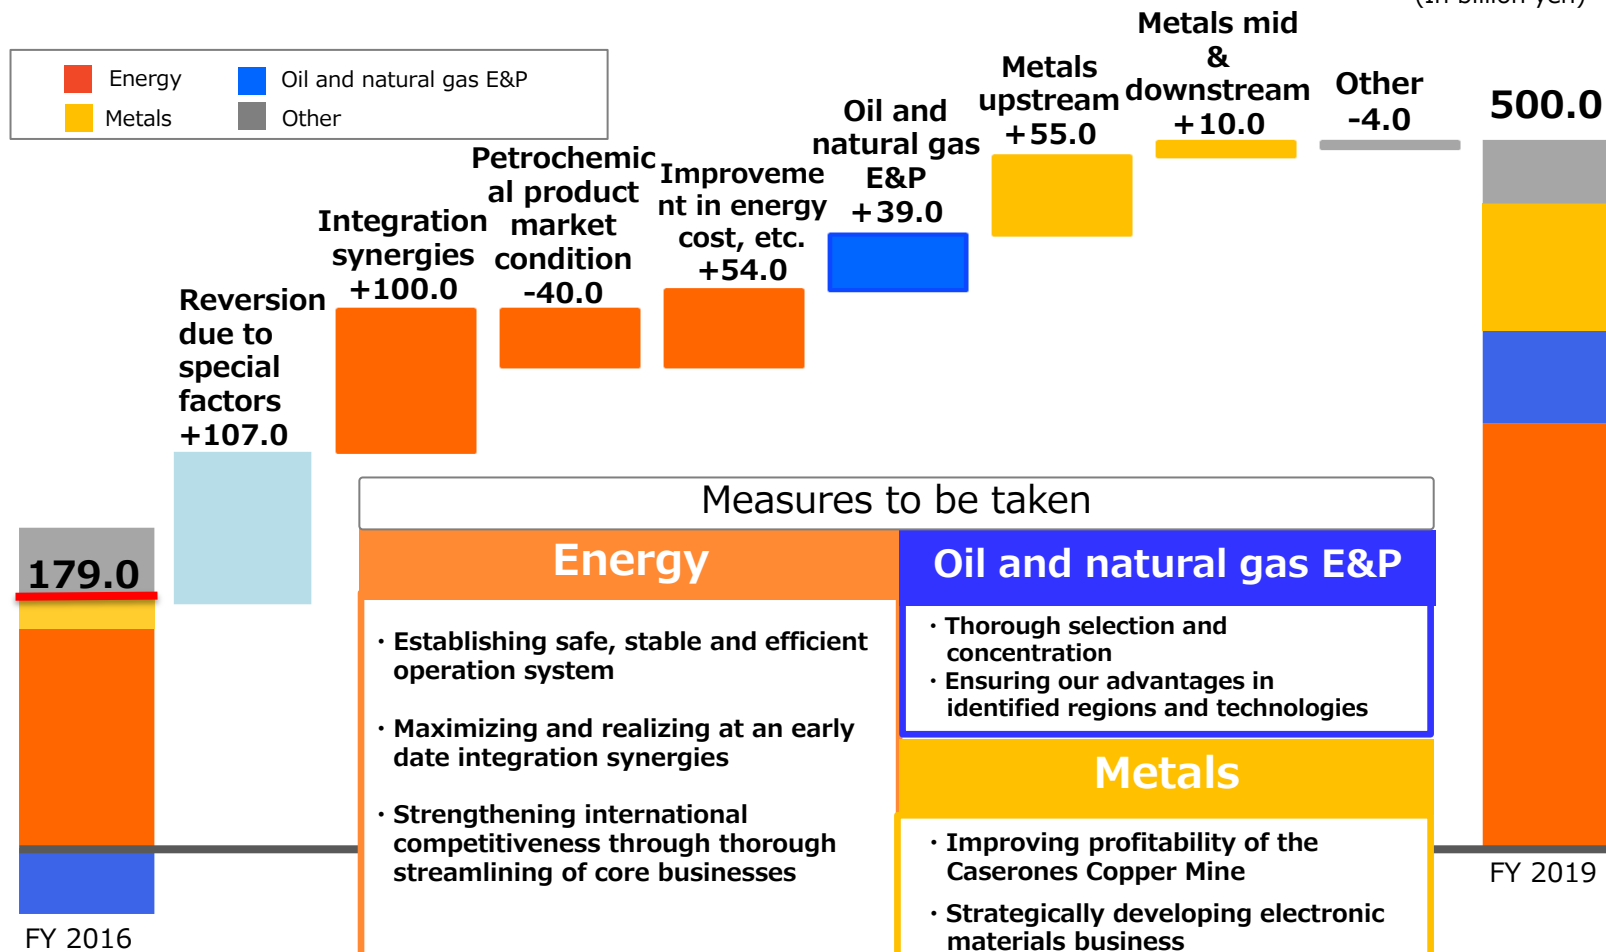 (In billion yen)
Energy
Oil and natural gas E&P
Metals
Other
179.0
FY 2016
Reversion
due to
special
factors
+107.0
Integration
synergies
+100.0
Petrochemic
al product
market
condition
-40.0
Improveme
nt in energy
cost, etc.
+54.0
Oil and
natural gas
E&P
+39.0
Metals
upstream
+55.0
Metals mid
&
downstream
+10.0
Other
-4.0
500.0
FY 2019
Measures to be taken
Energy
・Establishing safe, stable and efficient
operation system
・Maximizing and realizing at an early
date integration synergies
・Strengthening international
competitiveness through thorough
streamlining of core businesses
Oil and natural gas E&P
・Thorough selection and
concentration
・Ensuring our advantages in
identified regions and technologies
Metals
・Improving profitability of the
Caserones Copper Mine
・Strategically developing electronic
materials business